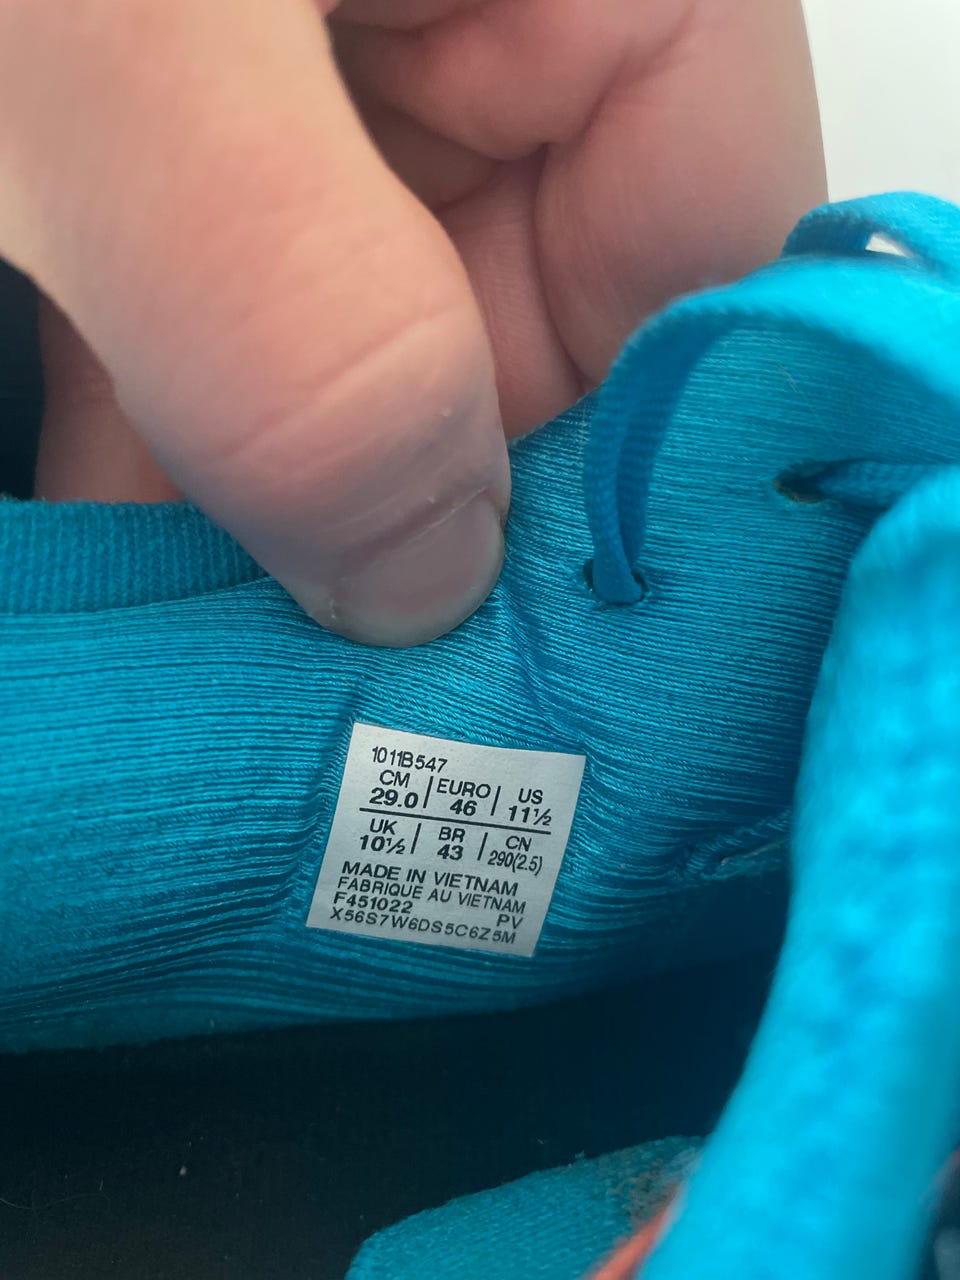 1011B547
CM EURO US
29.0 46 11½
UK BR CN
10½ 43 290(2.5)
MADE IN VIETNAM
FABRIQUE AU VIETNAM
F451022 PV
X56S7W6DS5C6Z5M